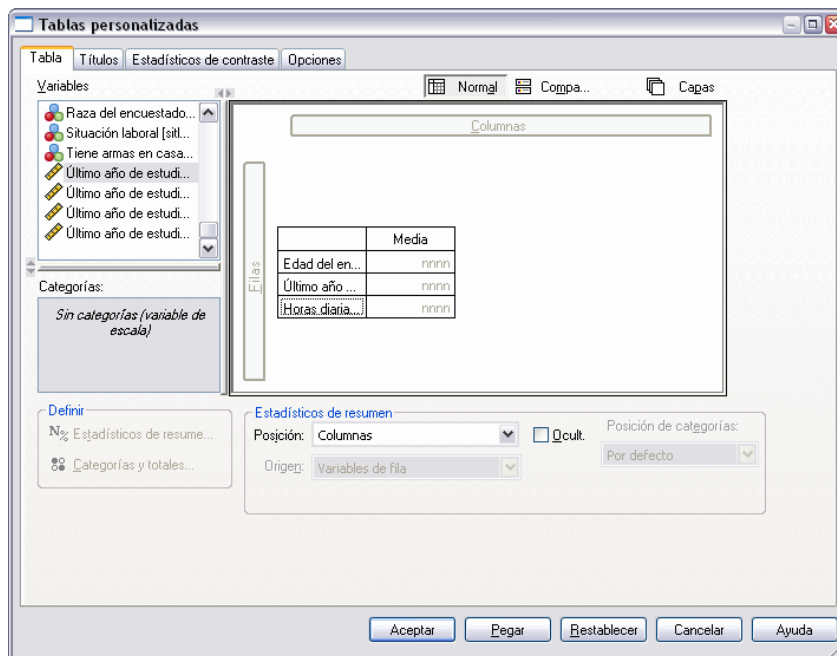 Tablas personalizadas
Tabla Títulos Estadísticos de contraste Opciones
Variables
Normal Compa... Capas
Raza del encuestado...
Situación laboral [sitl...
Tiene armas en casa...
Último año de estudi...
Último año de estudi...
Último año de estudi...
Último año de estudi...
Columnas
Filas
Media
Edad del en... nnnn
Último año ... nnnn
Horas diaria... nnnn
Categorías:
Sin categorías (variable de
escala)
Definir
N% Estadísticos de resume...
Categorías y totales...
Estadísticos de resumen
Posición: Columnas
Ocult.
Posición de categorías:
Origen: Variables de fila
Por defecto
Aceptar Pegar Restablecer Cancelar Ayuda